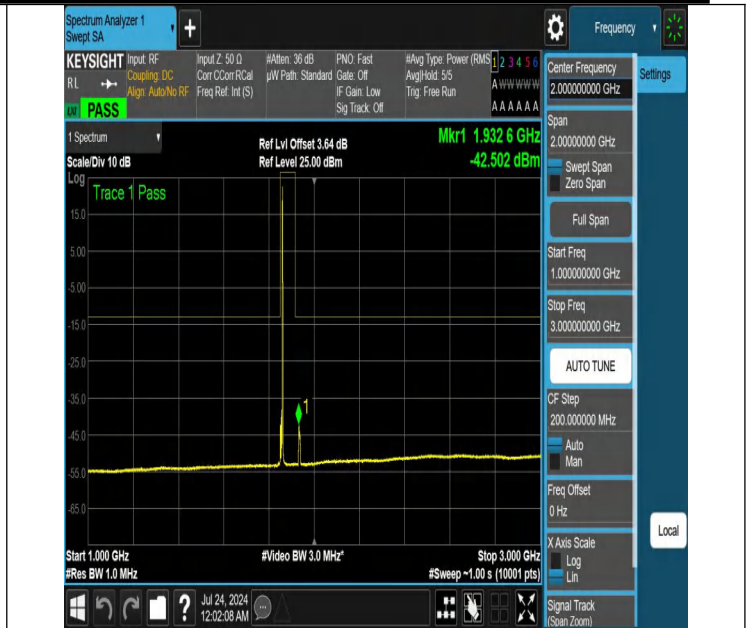 Spectrum Analyzer 1
Swept SA
+
Frequency
KEYSIGHT
RL
PASS
Input: RF
Coupling: DC
Align: Auto/No RF
Input Z: 50 Ω
Corr CCorr RCal
Freq Ref: Int (S)
#Atten: 36 dB
µW Path: Standard
PNO: Fast
Gate: Off
IF Gain: Low
Sig Track: Off
#Avg Type: Power (RMS
Avg|Hold: 5/5
Trig: Free Run
1 2 3 4 5 6
A W W W W W
A A A A A A
1 Spectrum
Scale/Div 10 dB
Ref Lvl Offset 3.64 dB
Ref Level 25.00 dBm
Mkr1 1.932 6 GHz
-42.502 dBm
Log
Trace 1 Pass
15.0
5.00
-5.00
-15.0
-25.0
-35.0
-45.0
-55.0
-65.0
1
Start 1.000 GHz
#Res BW 1.0 MHz
#Video BW 3.0 MHz*
Stop 3.000 GHz
#Sweep ~1.00 s (10001 pts)
Jul 24, 2024
12:02:08 AM
?
Center Frequency
2.000000000 GHz
Span
2.00000000 GHz
Swept Span
Zero Span
Full Span
Start Freq
1.000000000 GHz
Stop Freq
3.000000000 GHz
AUTO TUNE
CF Step
200.000000 MHz
Auto
Man
Freq Offset
0 Hz
X Axis Scale
Log
Lin
Signal Track
(Span Zoom)
Settings
Local